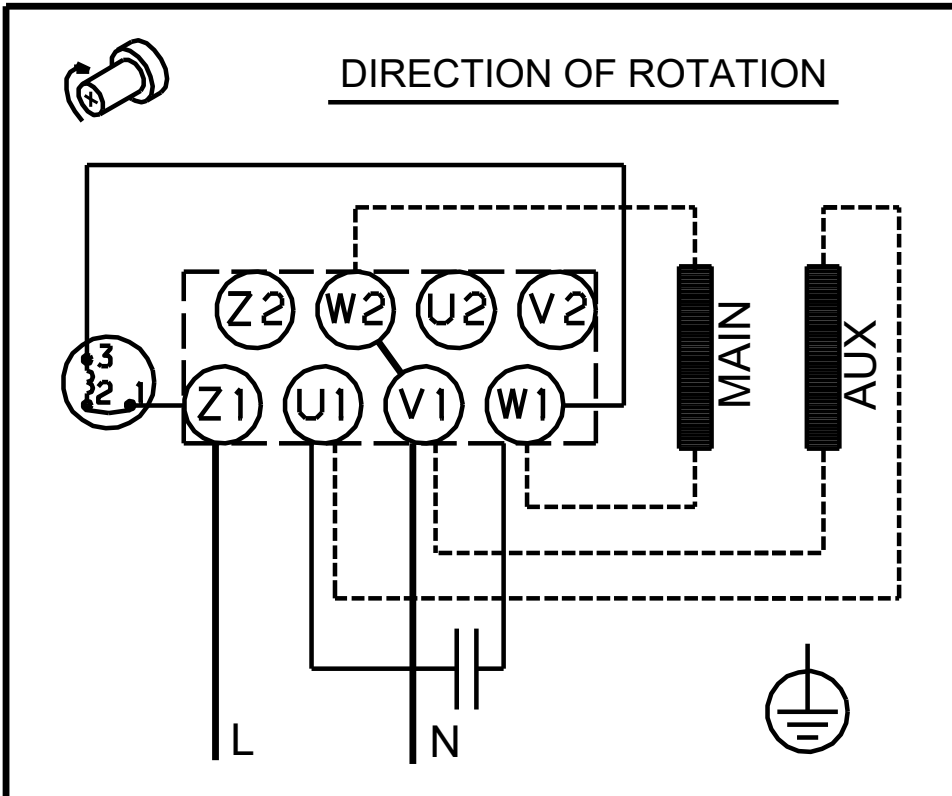 DIRECTION OF ROTATION
Z2 W2 U2 V2
3
2 1
Z1 U1 V1 W1
MAIN
AUX
L
N